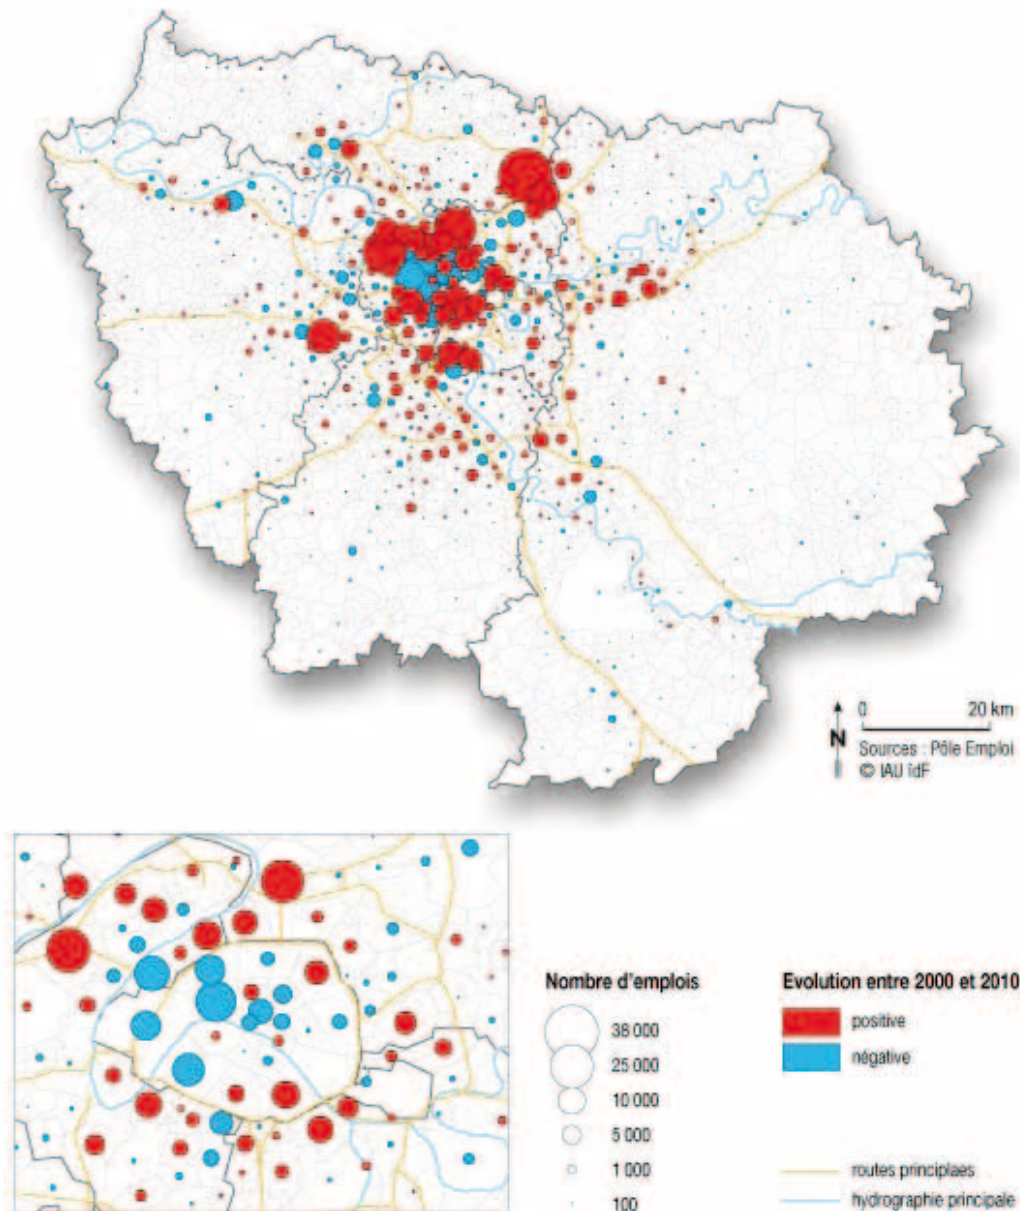 0 20 km
N
Sources : Pôle Emploi
© IAU îdF
Nombre d'emplois
38 000
25 000
10 000
5 000
1 000
100
Evolution entre 2000 et 2010
positive
négative
routes principlaes
hydrographie principale